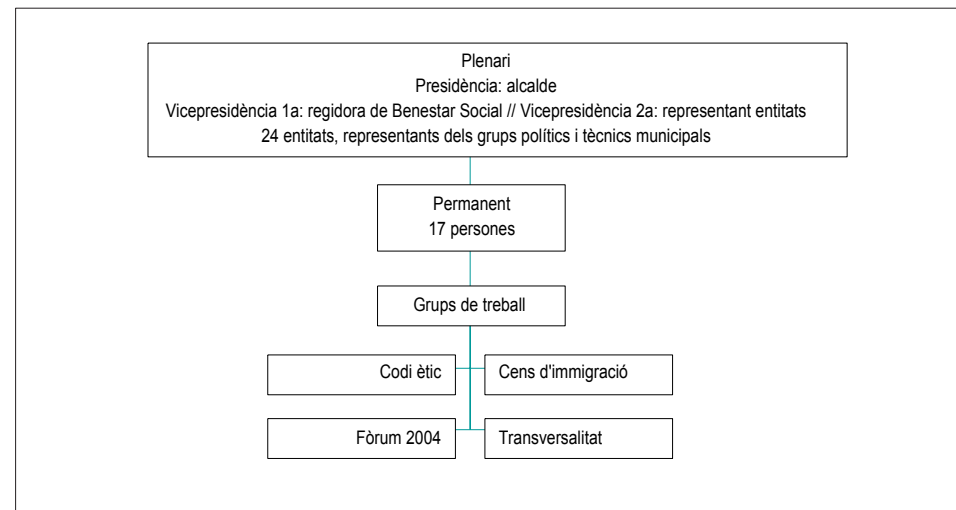 Plenari
Presidència: alcalde
Vicepresidència 1a: regidora de Benestar Social // Vicepresidència 2a: representant entitats
24 entitats, representants dels grups polítics i tècnics municipals
Permanent
17 persones
Grups de treball
Codi ètic
Cens d'immigració
Fòrum 2004
Transversalitat